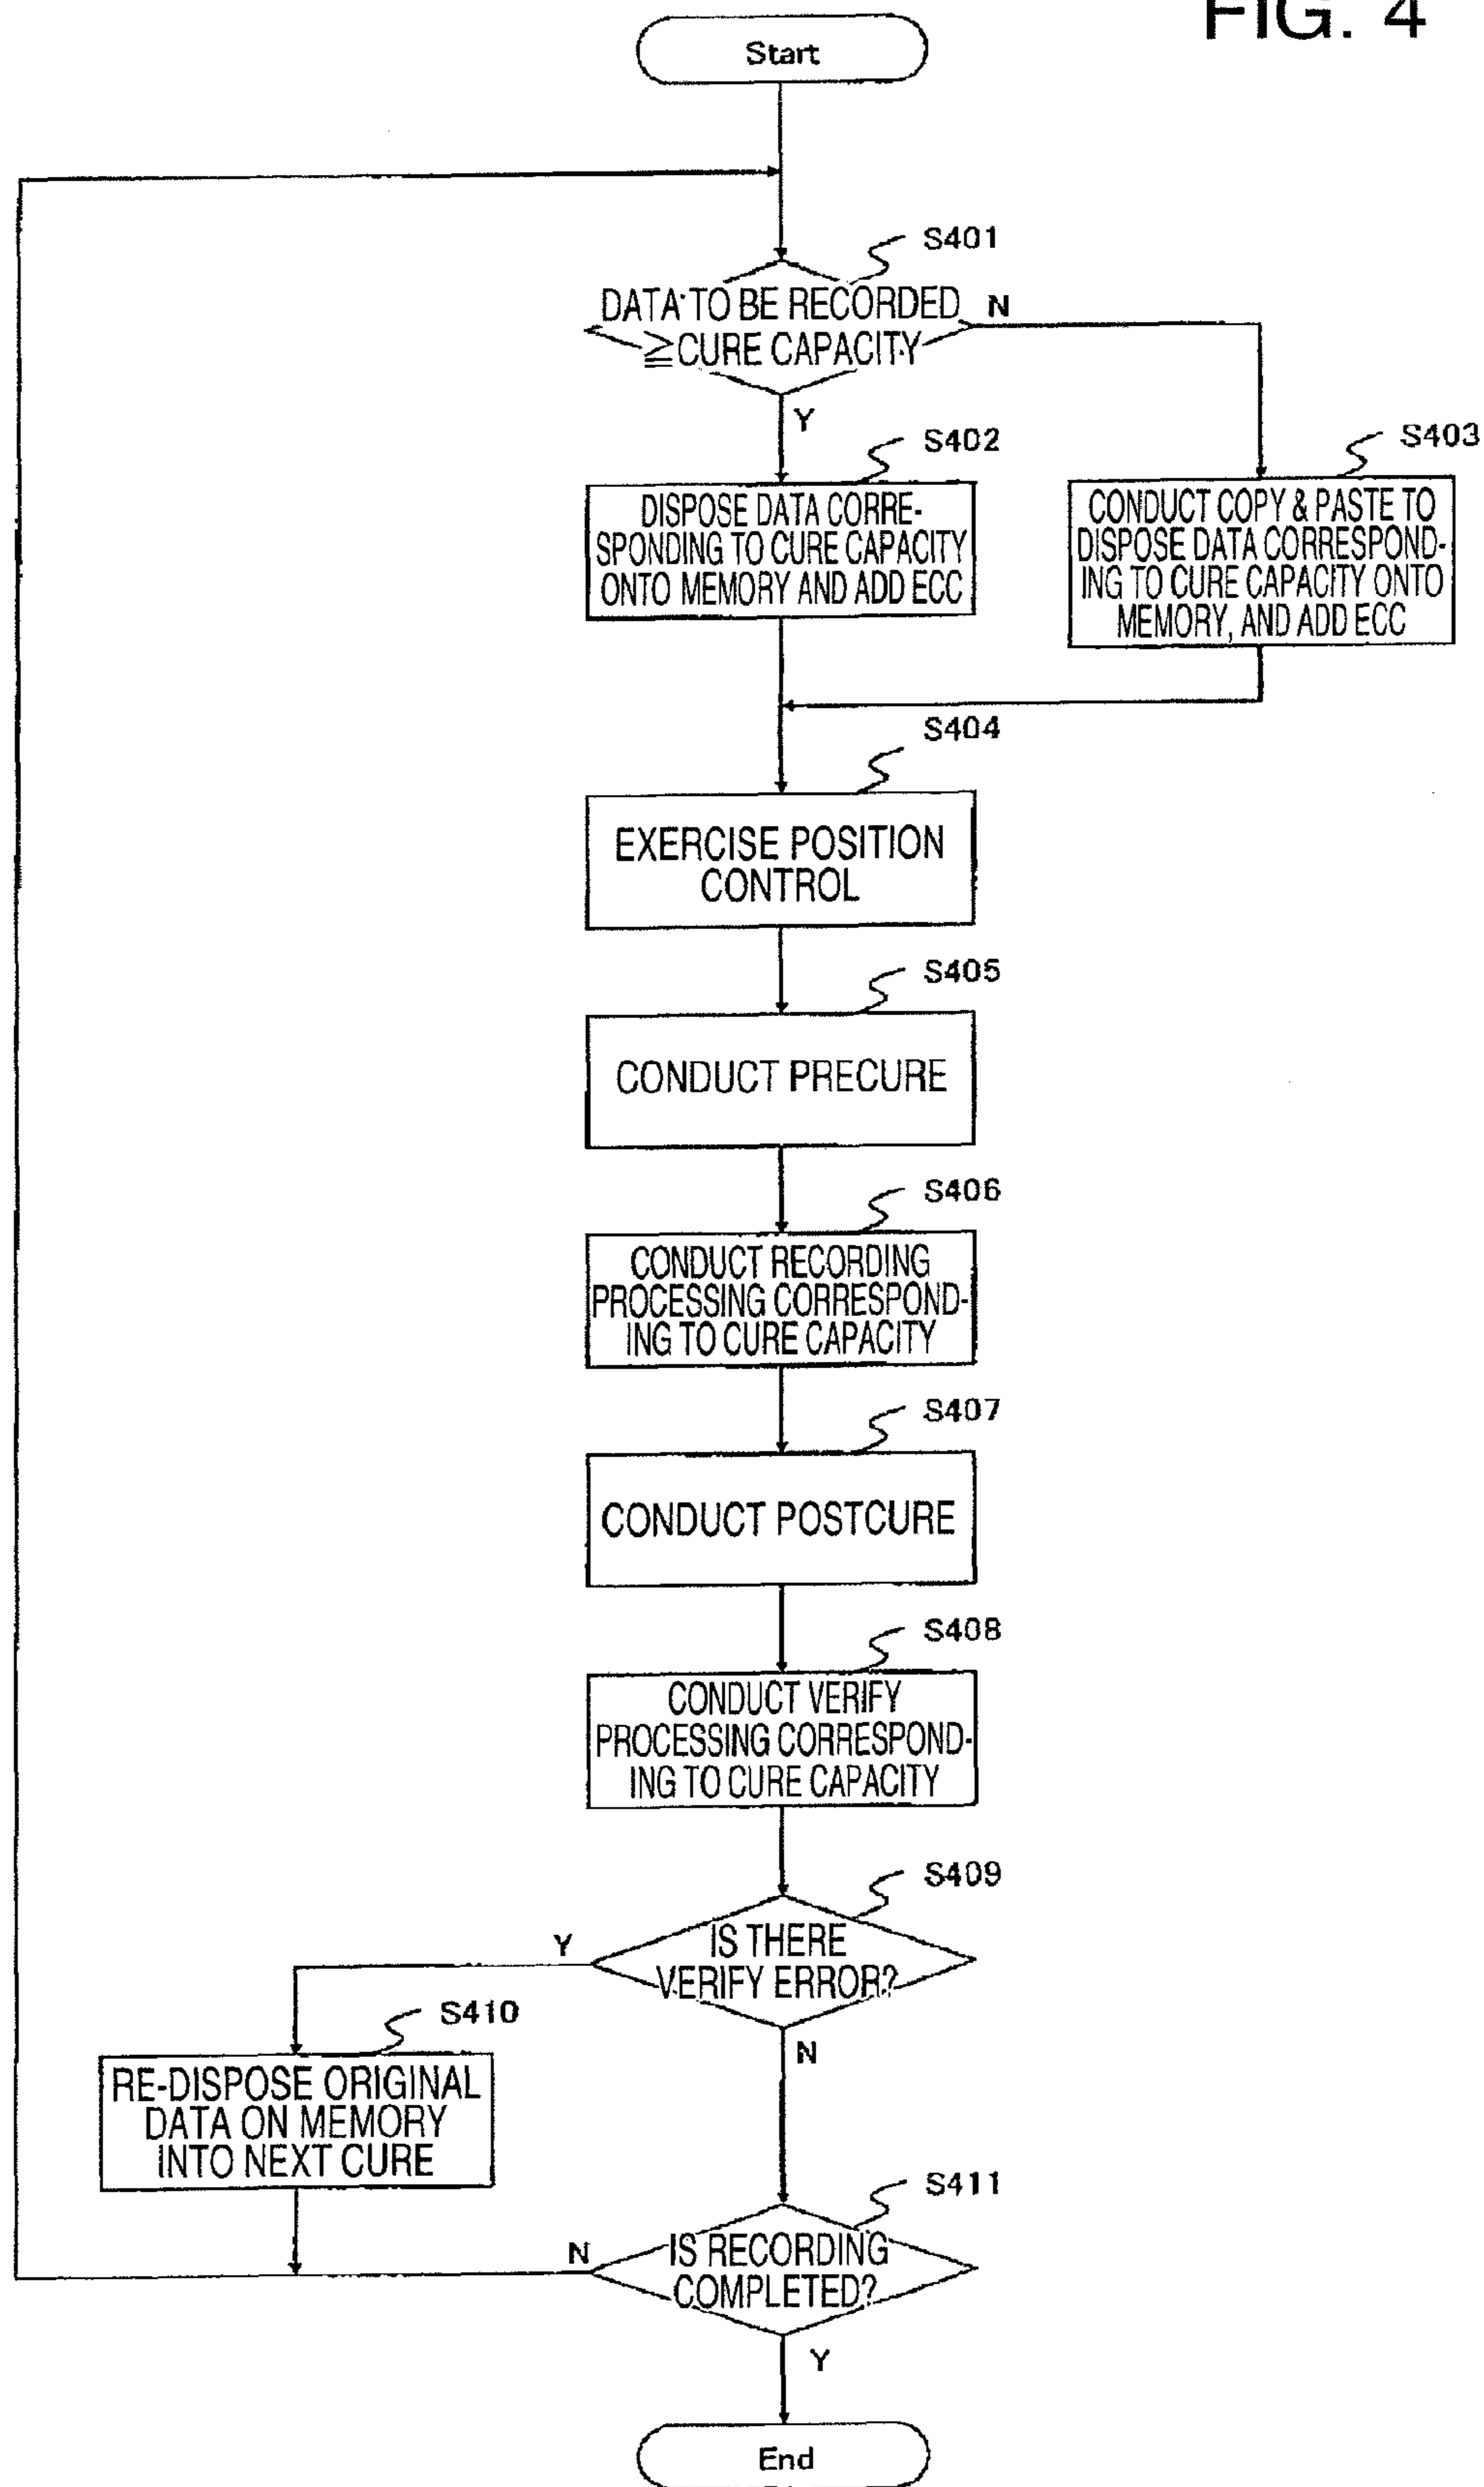 FIG. 4
Start
S401
DATA TO BE RECORDED
≧CURE CAPACITY
N
Y
S402
DISPOSE DATA CORRE-
SPONDING TO CURE CAPACITY
ONTO MEMORY AND ADD ECC
S403
CONDUCT COPY & PASTE TO
DISPOSE DATA CORRESPOND-
ING TO CURE CAPACITY ONTO
MEMORY, AND ADD ECC
S404
EXERCISE POSITION
CONTROL
S405
CONDUCT PRECURE
S406
CONDUCT RECORDING
PROCESSING CORRESPOND-
ING TO CURE CAPACITY
S407
CONDUCT POSTCURE
S408
CONDUCT VERIFY
PROCESSING CORRESPOND-
ING TO CURE CAPACITY
S409
IS THERE
VERIFY ERROR?
Y
N
S410
RE-DISPOSE ORIGINAL
DATA ON MEMORY
INTO NEXT CURE
S411
IS RECORDING
COMPLETED?
N
Y
End